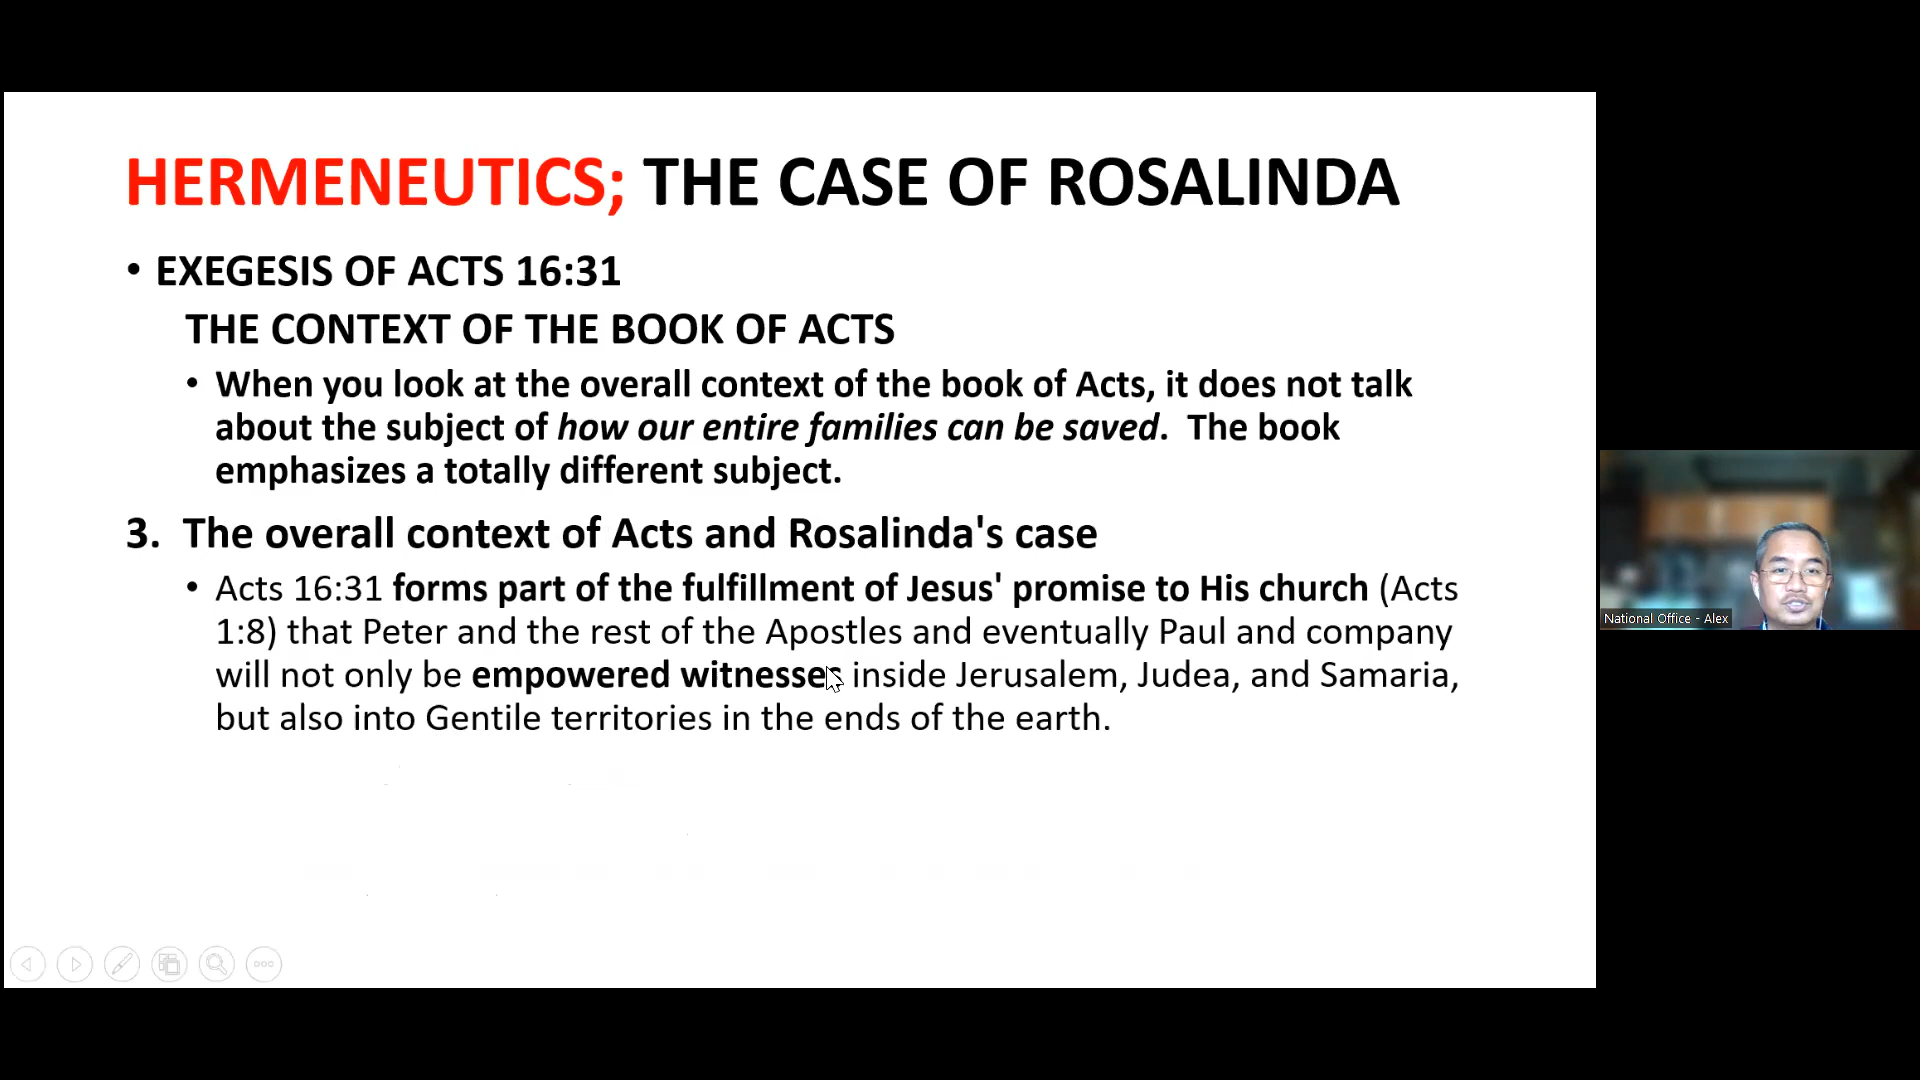 HERMENEUTICS; THE CASE OF ROSALINDA
• EXEGESIS OF ACTS 16:31
THE CONTEXT OF THE BOOK OF ACTS
• When you look at the overall context of the book of Acts, it does not talk
about the subject of how our entire families can be saved. The book
emphasizes a totally different subject.
3. The overall context of Acts and Rosalinda's case
• Acts 16:31 forms part of the fulfillment of Jesus' promise to His church (Acts
1:8) that Peter and the rest of the Apostles and eventually Paul and company
will not only be empowered witnesses inside Jerusalem, Judea, and Samaria,
but also into Gentile territories in the ends of the earth.
National Office - Alex
DOC